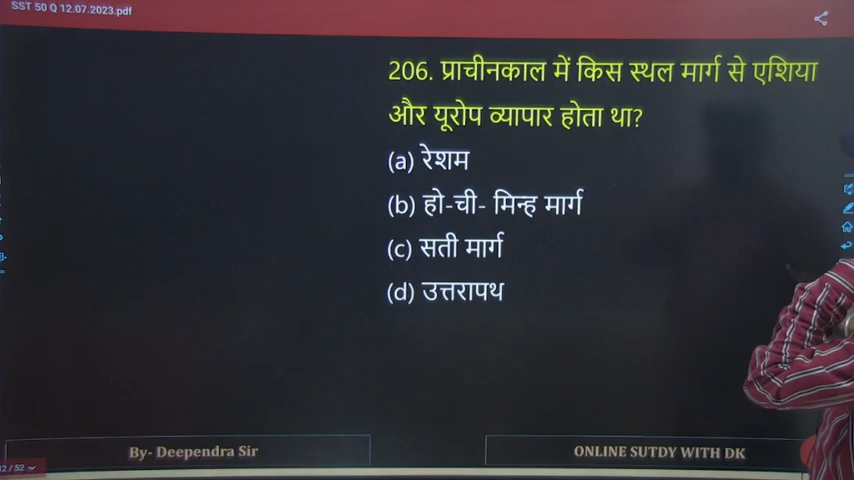 SST 50 Q 12.07.2023.pdf
206. प्राचीनकाल में किस स्थल मार्ग से एशिया
और यूरोप व्यापार होता था?
(a) रेशम
(b) हो-ची- मिन्ह मार्ग
(c) सती मार्ग
(d) उत्तरापथ
By- Deependra Sir
ONLINE SUTDY WITH DK
/52